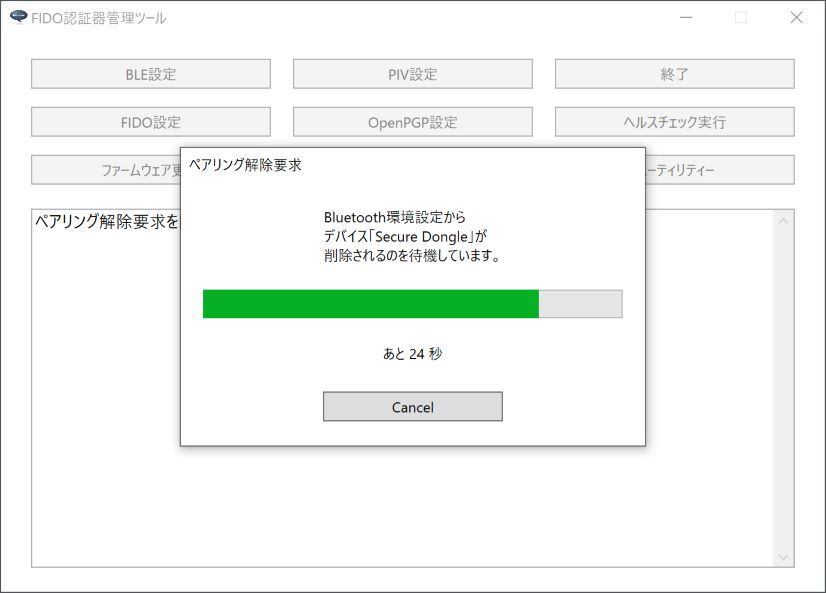 FIDO認証器管理ツール
BLE設定
PIV設定
終了
FIDO設定
OpenPGP設定
ヘルスチェック実行
ファームウェア更
ーティリティー
ペアリング解除要求を
ペアリング解除要求
Bluetooth環境設定から
デバイス「Secure Dongle」が
削除されるのを待機しています。
あと 24 秒
Cancel